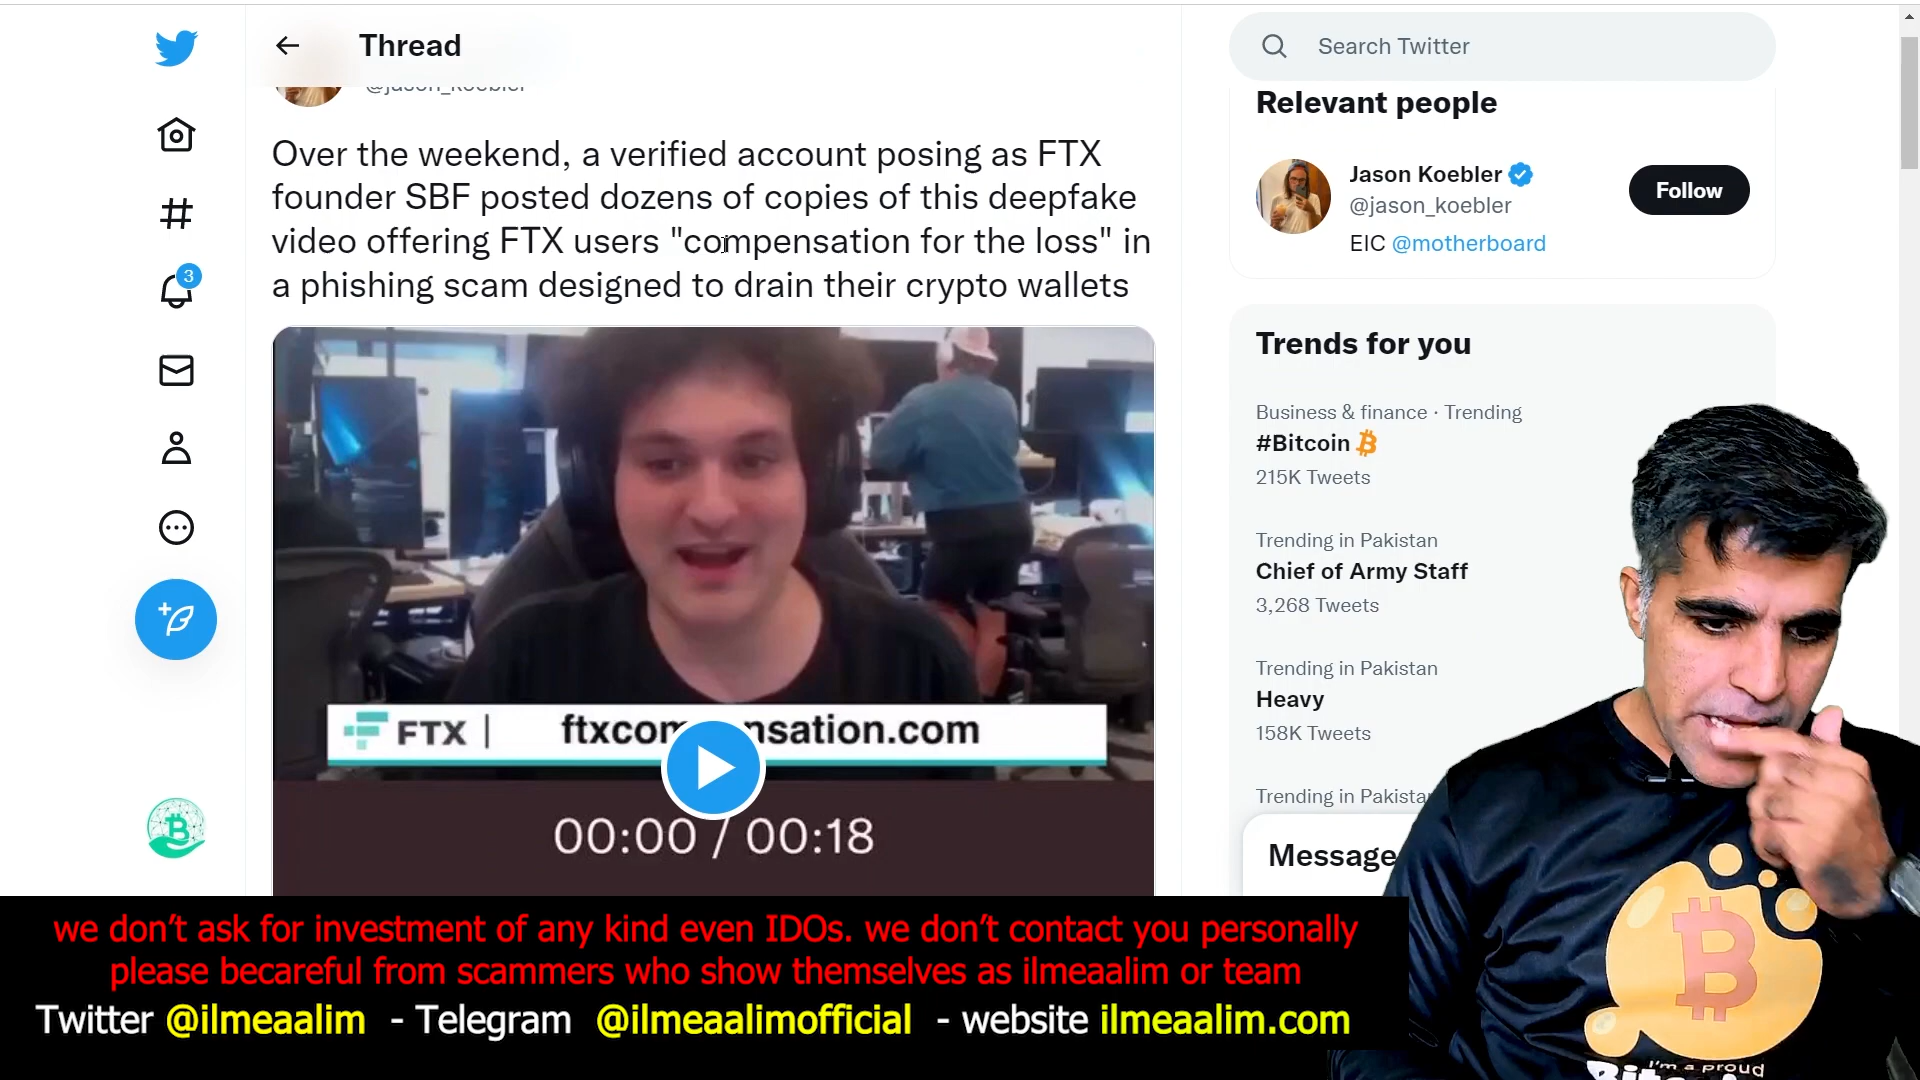 Thread
Search Twitter
@jason_koebler
Over the weekend, a verified account posing as FTX
founder SBF posted dozens of copies of this deepfake
video offering FTX users "compensation for the loss" in
a phishing scam designed to drain their crypto wallets
FTX
00:00 / 00:18
3
Relevant people
Jason Koebler
@jason_koebler
Follow
EIC @motherboard
Trends for you
Business & finance · Trending
#Bitcoin
215K Tweets
Trending in Pakistan
Chief of Army Staff
3,268 Tweets
Trending in Pakistan
Heavy
158K Tweets
Trending in
Message
I'm a proud
we don't ask for investment of any kind even IDOs. we don't contact you personally
please becareful from scammers who show themselves as ilmeaalim or team
Twitter @ilmeaalim - Telegram @ilmeaalimofficial - website ilmeaalim.com